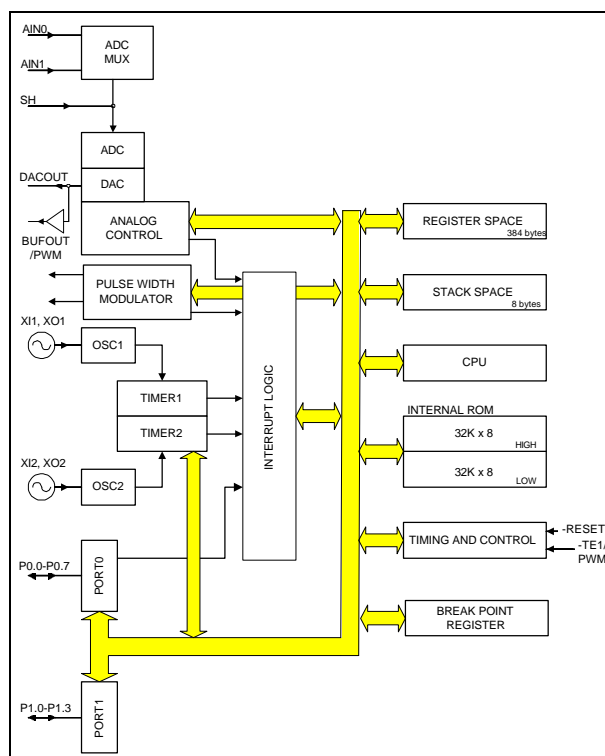 AIN0
ADC
MUX
AIN1
SH
ADC
DACOUT
DAC
BUFOUT
/PWM
ANALOG
CONTROL
REGISTER SPACE
384 bytes
PULSE WIDTH
MODULATOR
STACK SPACE
8 bytes
XI1, XO1
OSC1
CPU
TIMER1
TIMER2
INTERRUPT LOGIC
INTERNAL ROM
32K x 8
HIGH
32K x 8
LOW
XI2, XO2
OSC2
TIMING AND CONTROL
-RESET
-TE1/
PWM
P0.0-P0.7
PORT0
BREAK POINT
REGISTER
P1.0-P1.3
PORT1